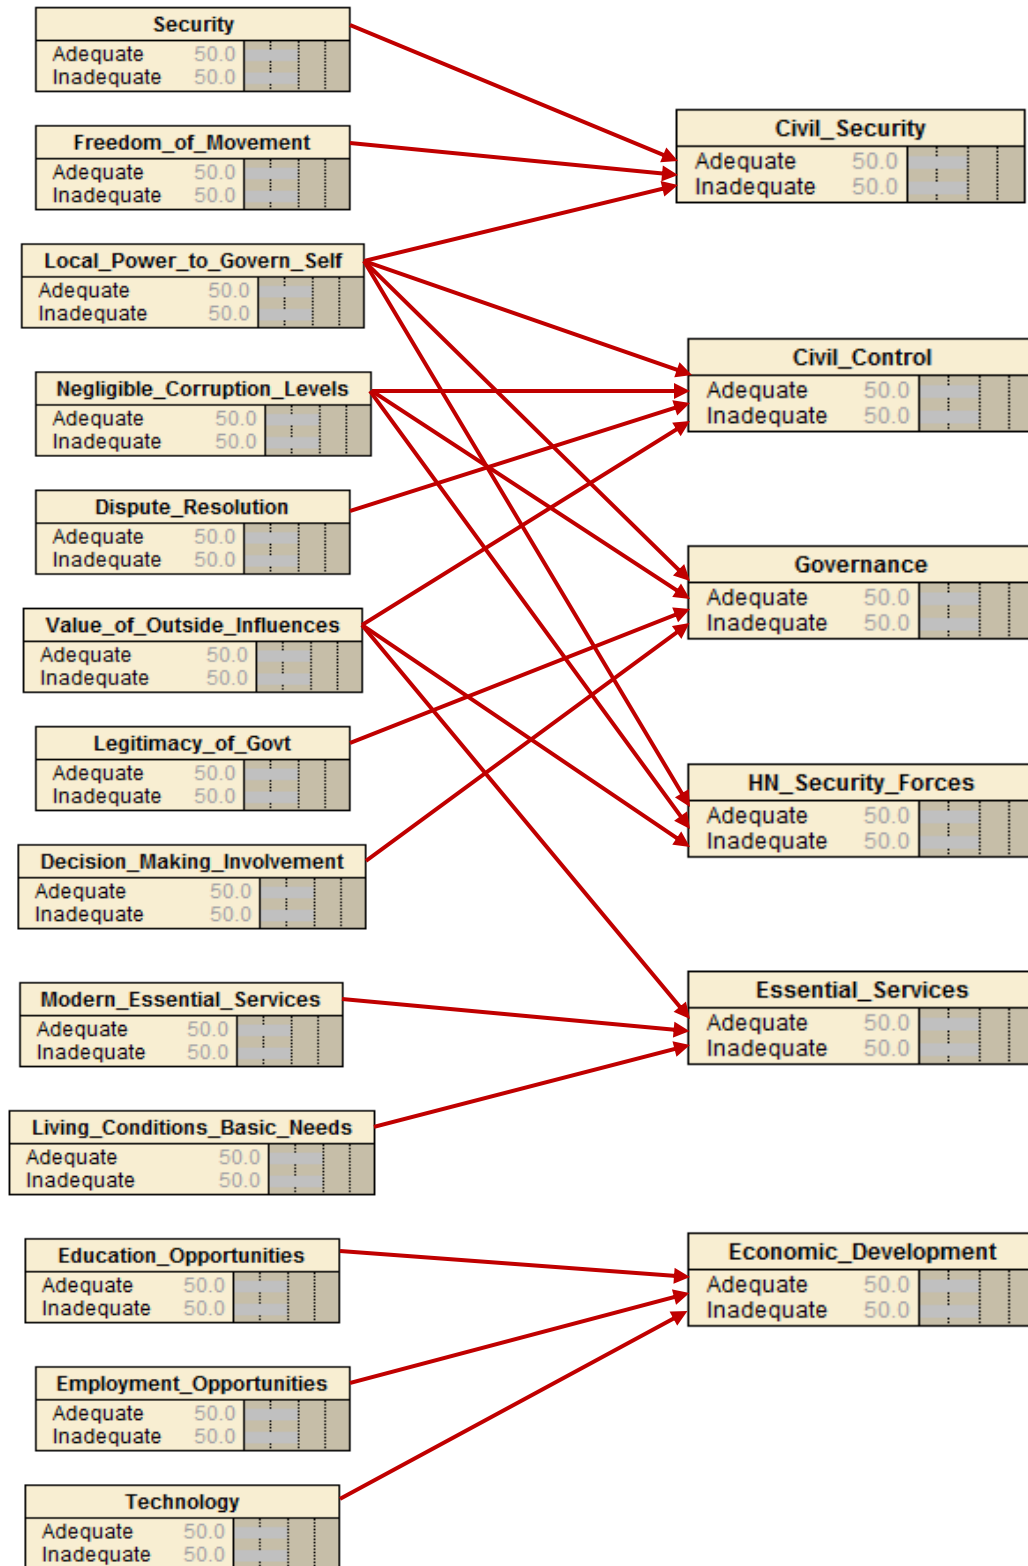 Security
Adequate 50.0
Inadequate 50.0
Freedom_of_Movement
Adequate 50.0
Inadequate 50.0
Local_Power_to_Govern_Self
Adequate 50.0
Inadequate 50.0
Negligible_Corruption_Levels
Adequate 50.0
Inadequate 50.0
Dispute_Resolution
Adequate 50.0
Inadequate 50.0
Value_of_Outside_Influences
Adequate 50.0
Inadequate 50.0
Legitimacy_of_Govt
Adequate 50.0
Inadequate 50.0
Decision_Making_Involvement
Adequate 50.0
Inadequate 50.0
Modern_Essential_Services
Adequate 50.0
Inadequate 50.0
Living_Conditions_Basic_Needs
Adequate 50.0
Inadequate 50.0
Education_Opportunities
Adequate 50.0
Inadequate 50.0
Employment_Opportunities
Adequate 50.0
Inadequate 50.0
Technology
Adequate 50.0
Inadequate 50.0
Civil_Security
Adequate 50.0
Inadequate 50.0
Civil_Control
Adequate 50.0
Inadequate 50.0
Governance
Adequate 50.0
Inadequate 50.0
HN_Security_Forces
Adequate 50.0
Inadequate 50.0
Essential_Services
Adequate 50.0
Inadequate 50.0
Economic_Development
Adequate 50.0
Inadequate 50.0